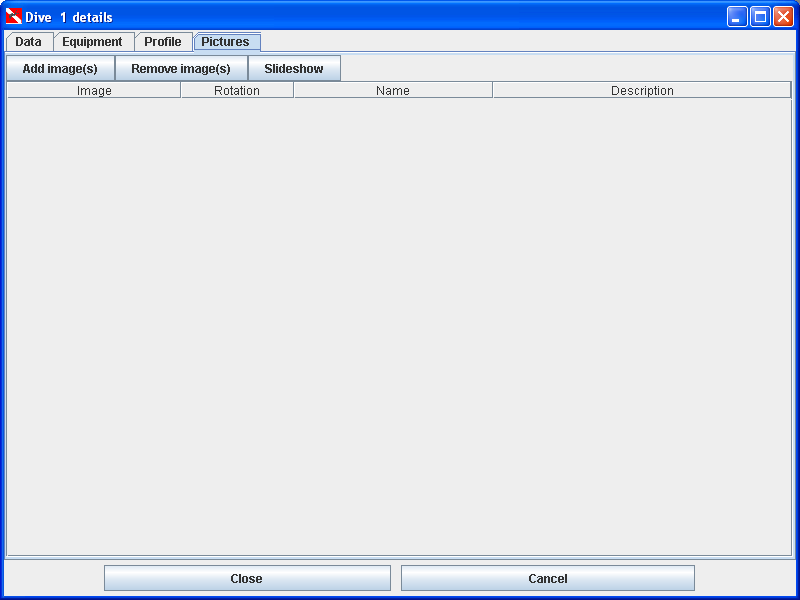 Dive 1 details
Data Equipment Profile Pictures
Add image(s) Remove image(s) Slideshow
Image Rotation Name Description
Close Cancel